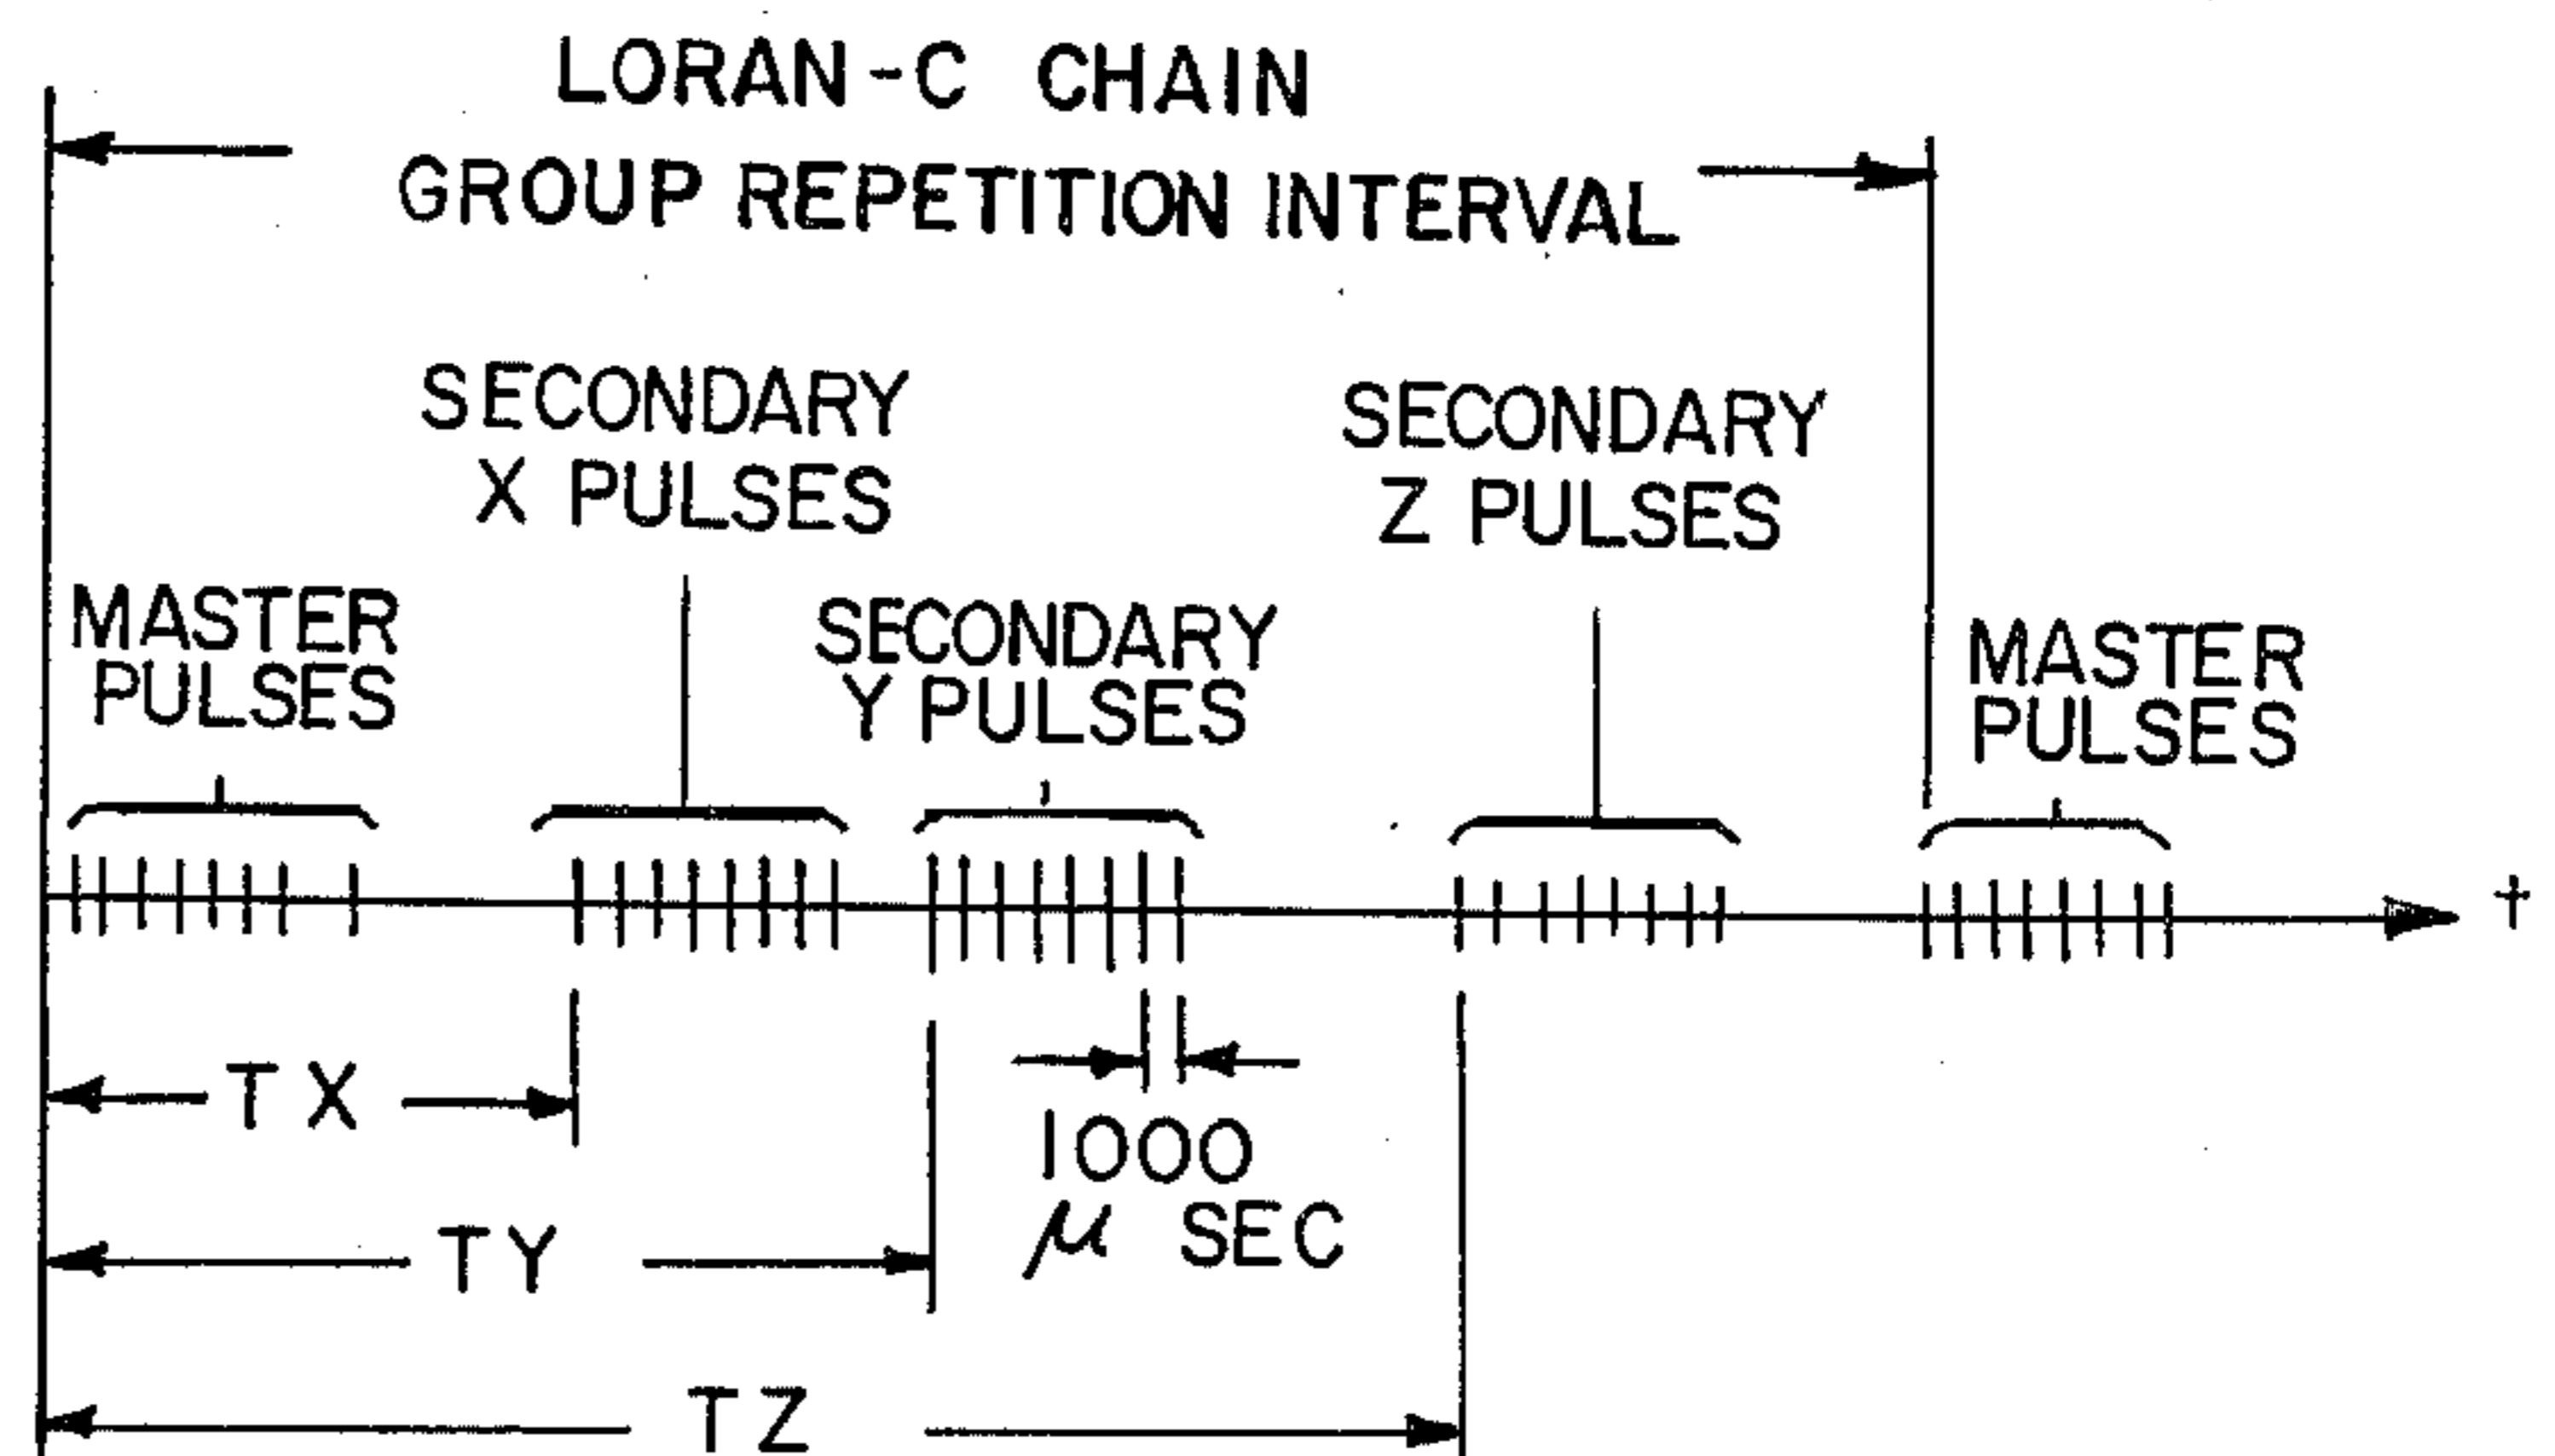 LORAN-C CHAIN
GROUP REPETITION INTERVAL
SECONDARY
X PULSES
SECONDARY
Z PULSES
MASTER
PULSES
SECONDARY
Y PULSES
MASTER
PULSES
t
TX
1000
μ SEC
TY
TZ